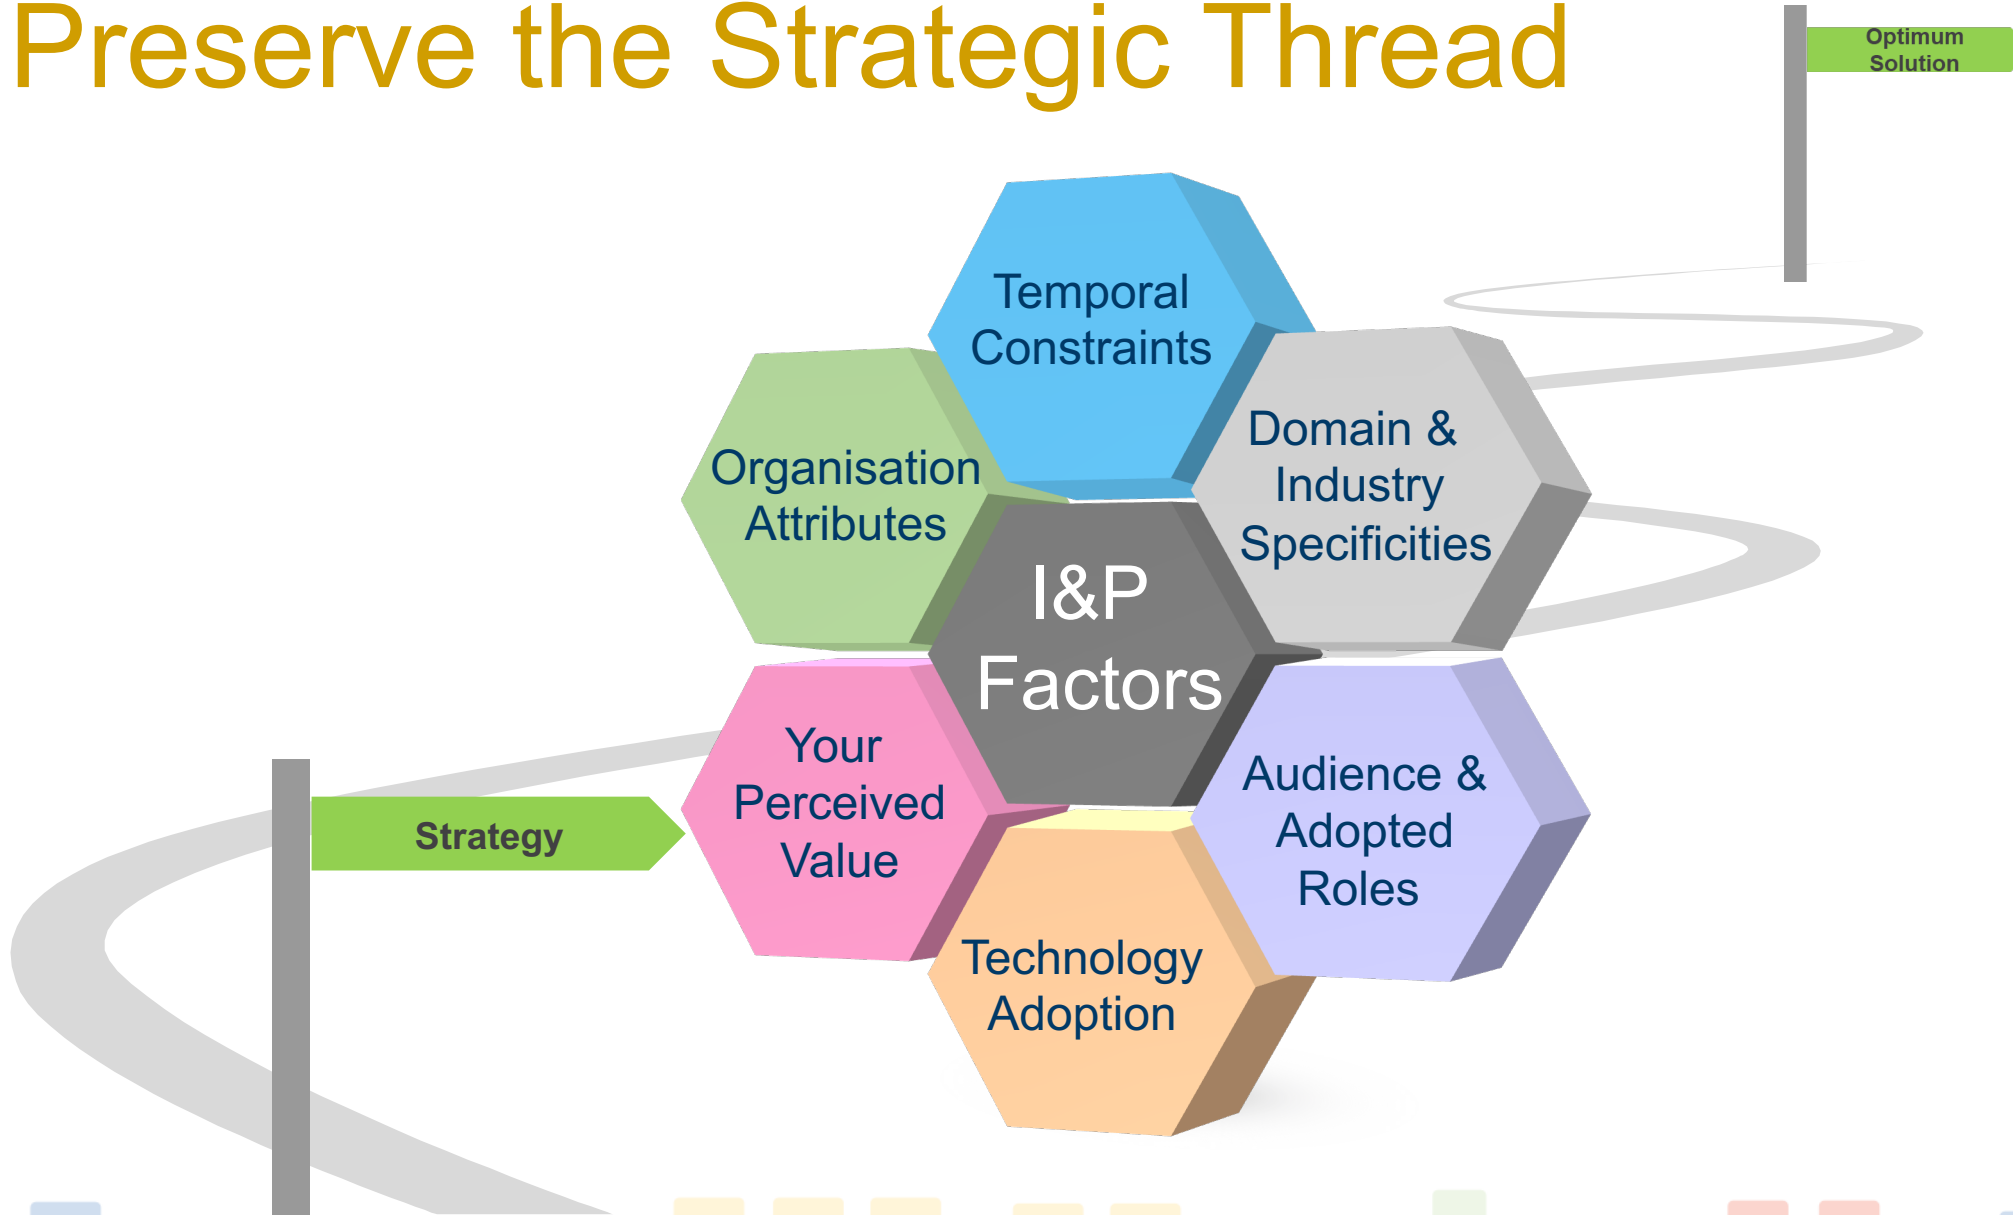 Preserve the Strategic Thread
Optimum
Solution
Temporal
Constraints
Organisation
Attributes
Domain &
Industry
Specificities
I&P
Factors
Your
Perceived
Value
Audience &
Adopted
Roles
Strategy
Technology
Adoption